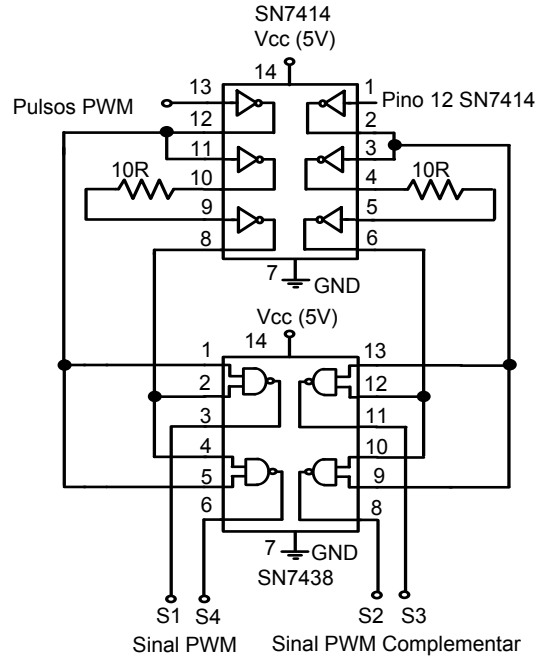 SN7414
Vcc (5V)
14
13
1
Pulsos PWM
Pino 12 SN7414
12
2
11
3
10R
10
4
10R
9
5
8
6
7
GND
Vcc (5V)
14
1
13
2
12
3
11
4
10
5
9
6
8
7
GND
SN7438
S1
S4
S2
S3
Sinal PWM
Sinal PWM Complementar